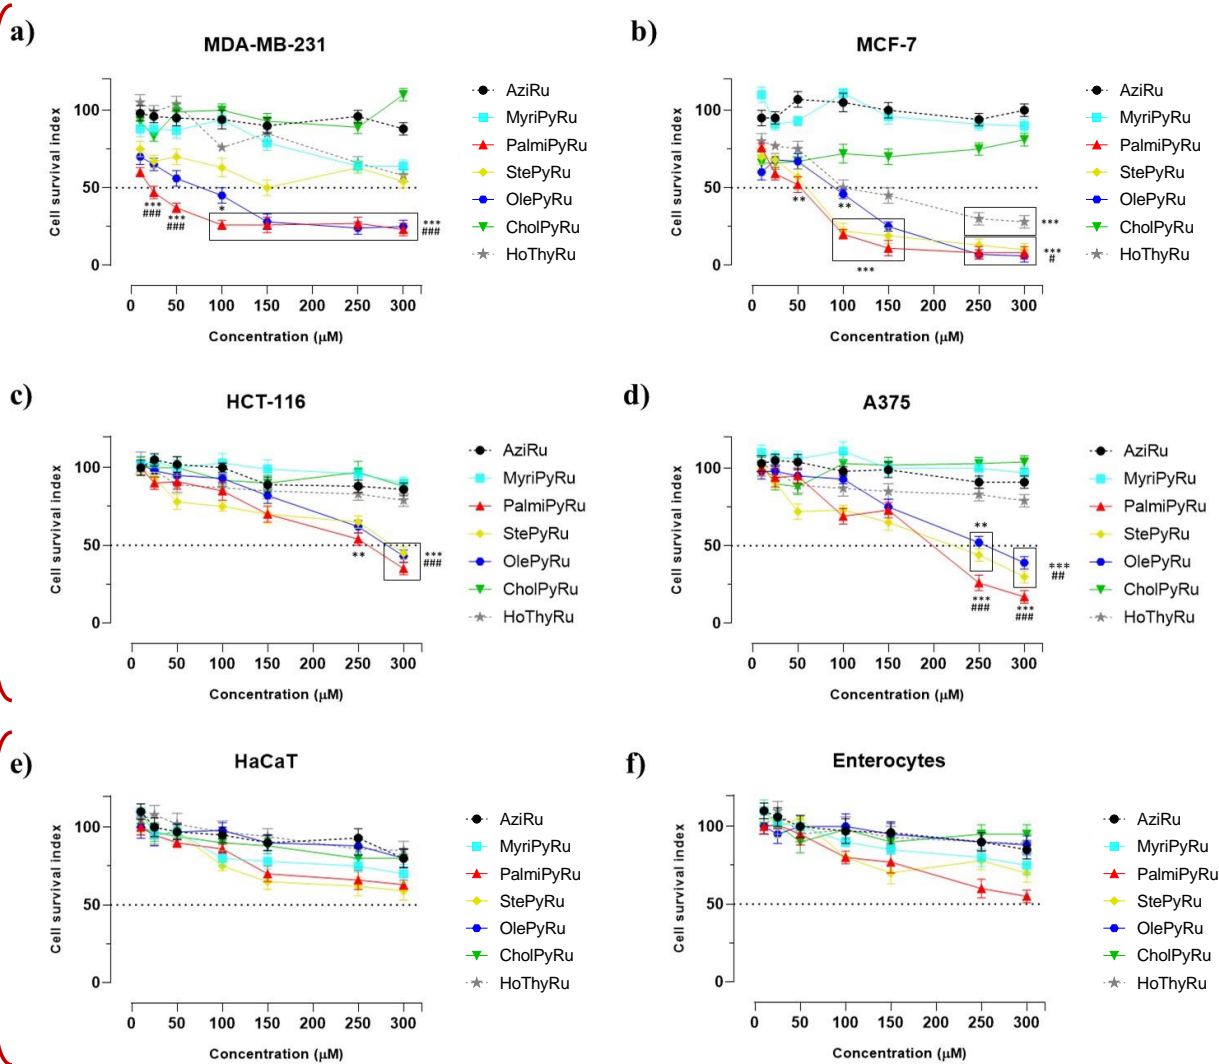 a)
MDA-MB-231
Cell survival index
100
50
0
0 50 100 150 200 250 300
Concentration (µM)
***
###
***
###
*
***
###
AziRu
MyriPyRu
PalmiPyRu
StePyRu
OlePyRu
CholPyRu
HoThyRu
b)
MCF-7
Cell survival index
100
50
0
0 50 100 150 200 250 300
Concentration (µM)
**
**
***
***
***
#
AziRu
MyriPyRu
PalmiPyRu
StePyRu
OlePyRu
CholPyRu
HoThyRu
c)
HCT-116
Cell survival index
100
50
0
0 50 100 150 200 250 300
Concentration (µM)
**
***
###
AziRu
MyriPyRu
PalmiPyRu
StePyRu
OlePyRu
CholPyRu
HoThyRu
d)
A375
Cell survival index
100
50
0
0 50 100 150 200 250 300
Concentration (µM)
**
***
###
***
##
***
###
AziRu
MyriPyRu
PalmiPyRu
StePyRu
OlePyRu
CholPyRu
HoThyRu
e)
HaCaT
Cell survival index
100
50
0
0 50 100 150 200 250 300
Concentration (µM)
AziRu
MyriPyRu
PalmiPyRu
StePyRu
OlePyRu
CholPyRu
HoThyRu
f)
Enterocytes
Cell survival index
100
50
0
0 50 100 150 200 250 300
Concentration (µM)
AziRu
MyriPyRu
PalmiPyRu
StePyRu
OlePyRu
CholPyRu
HoThyRu